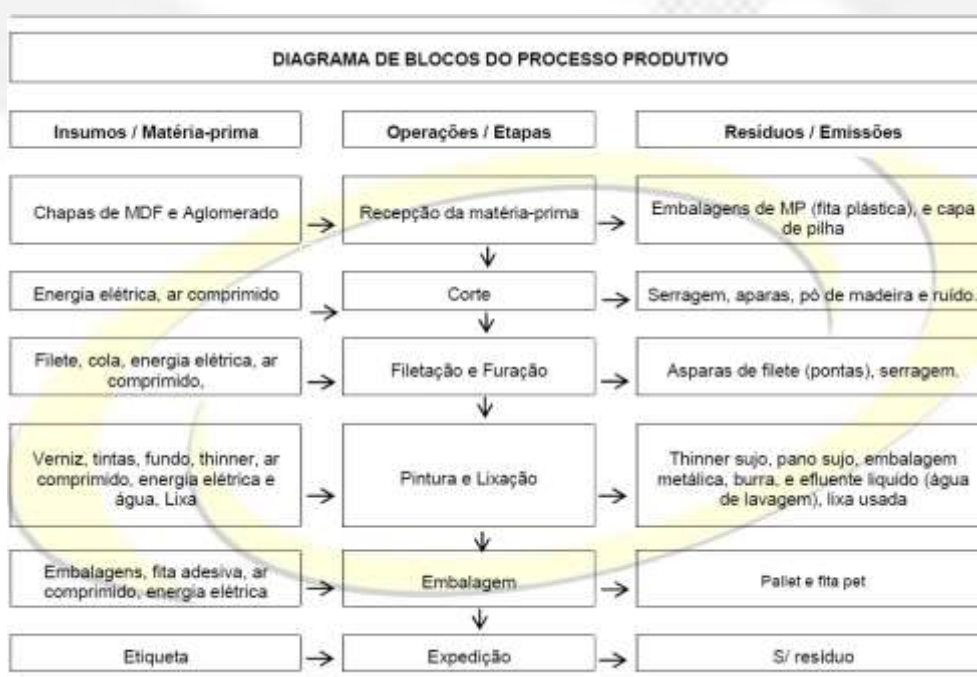 DIAGRAMA DE BLOCOS DO PROCESSO PRODUTIVO
Insumos / Matéria-prima
Operações / Etapas
Resíduos / Emissões
Chapas de MDF e Aglomerado
Recepção da matéria-prima
Embalagens de MP (fita plástica), e capa
de pilha
Energia elétrica, ar comprimido
Corte
Serragem, aparas, pó de madeira e ruído.
Filete, cola, energia elétrica, ar
comprimido,
Filetação e Furação
Asparas de filete (pontas), serragem.
Verniz, tintas, fundo, thinner, ar
comprimido, energia elétrica e
água, Lixa
Pintura e Lixação
Thinner sujo, pano sujo, embalagem
metálica, burra, e efluente liquido (água
de lavagem), lixa usada
Embalagens, fita adesiva, ar
comprimido, energia elétrica
Embalagem
Pallet e fita pet
Etiqueta
Expedição
S/ resíduo